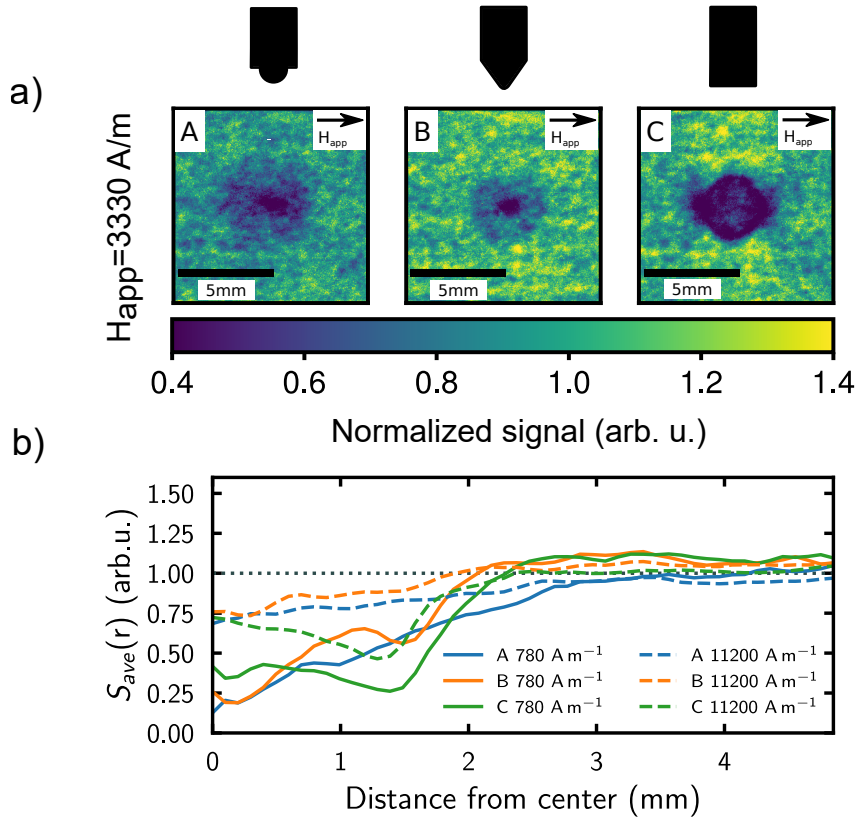 a)
H_app=3330 A/m
A
H_app
B
H_app
C
H_app
5mm
5mm
5mm
0.4 0.6 0.8 1.0 1.2 1.4
Normalized signal (arb. u.)
b)
S_ave(r) (arb.u.)
1.50
1.25
1.00
0.75
0.50
0.25
0.00
A 780 A m⁻¹
B 780 A m⁻¹
C 780 A m⁻¹
A 11200 A m⁻¹
B 11200 A m⁻¹
C 11200 A m⁻¹
0 1 2 3 4
Distance from center (mm)